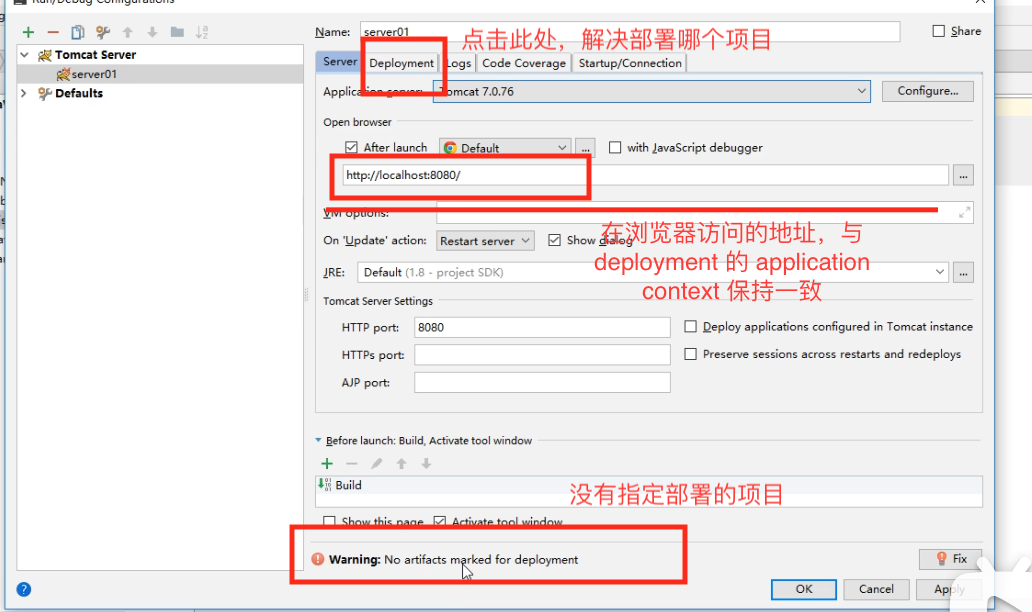 Run/Debug Configurations
Name: server01
Share
点击此处，解决部署哪个项目
Tomcat Server
server01
Defaults
Server
Deployment
Logs
Code Coverage
Startup/Connection
Application server: Tomcat 7.0.76
Configure...
Open browser
After launch
Default
...
with JavaScript debugger
http://localhost:8080/
...
VM options:
在浏览器访问的地址，与
deployment 的 application
context 保持一致
On 'Update' action: Restart server
Show dialog
JRE: Default (1.8 - project SDK)
...
Tomcat Server Settings
HTTP port: 8080
Deploy applications configured in Tomcat instance
HTTPs port:
Preserve sessions across restarts and redeploys
AJP port:
Before launch: Build, Activate tool window
Build
没有指定部署的项目
Show this page
Activate tool window
Warning: No artifacts marked for deployment
Fix
?
OK
Cancel
Apply